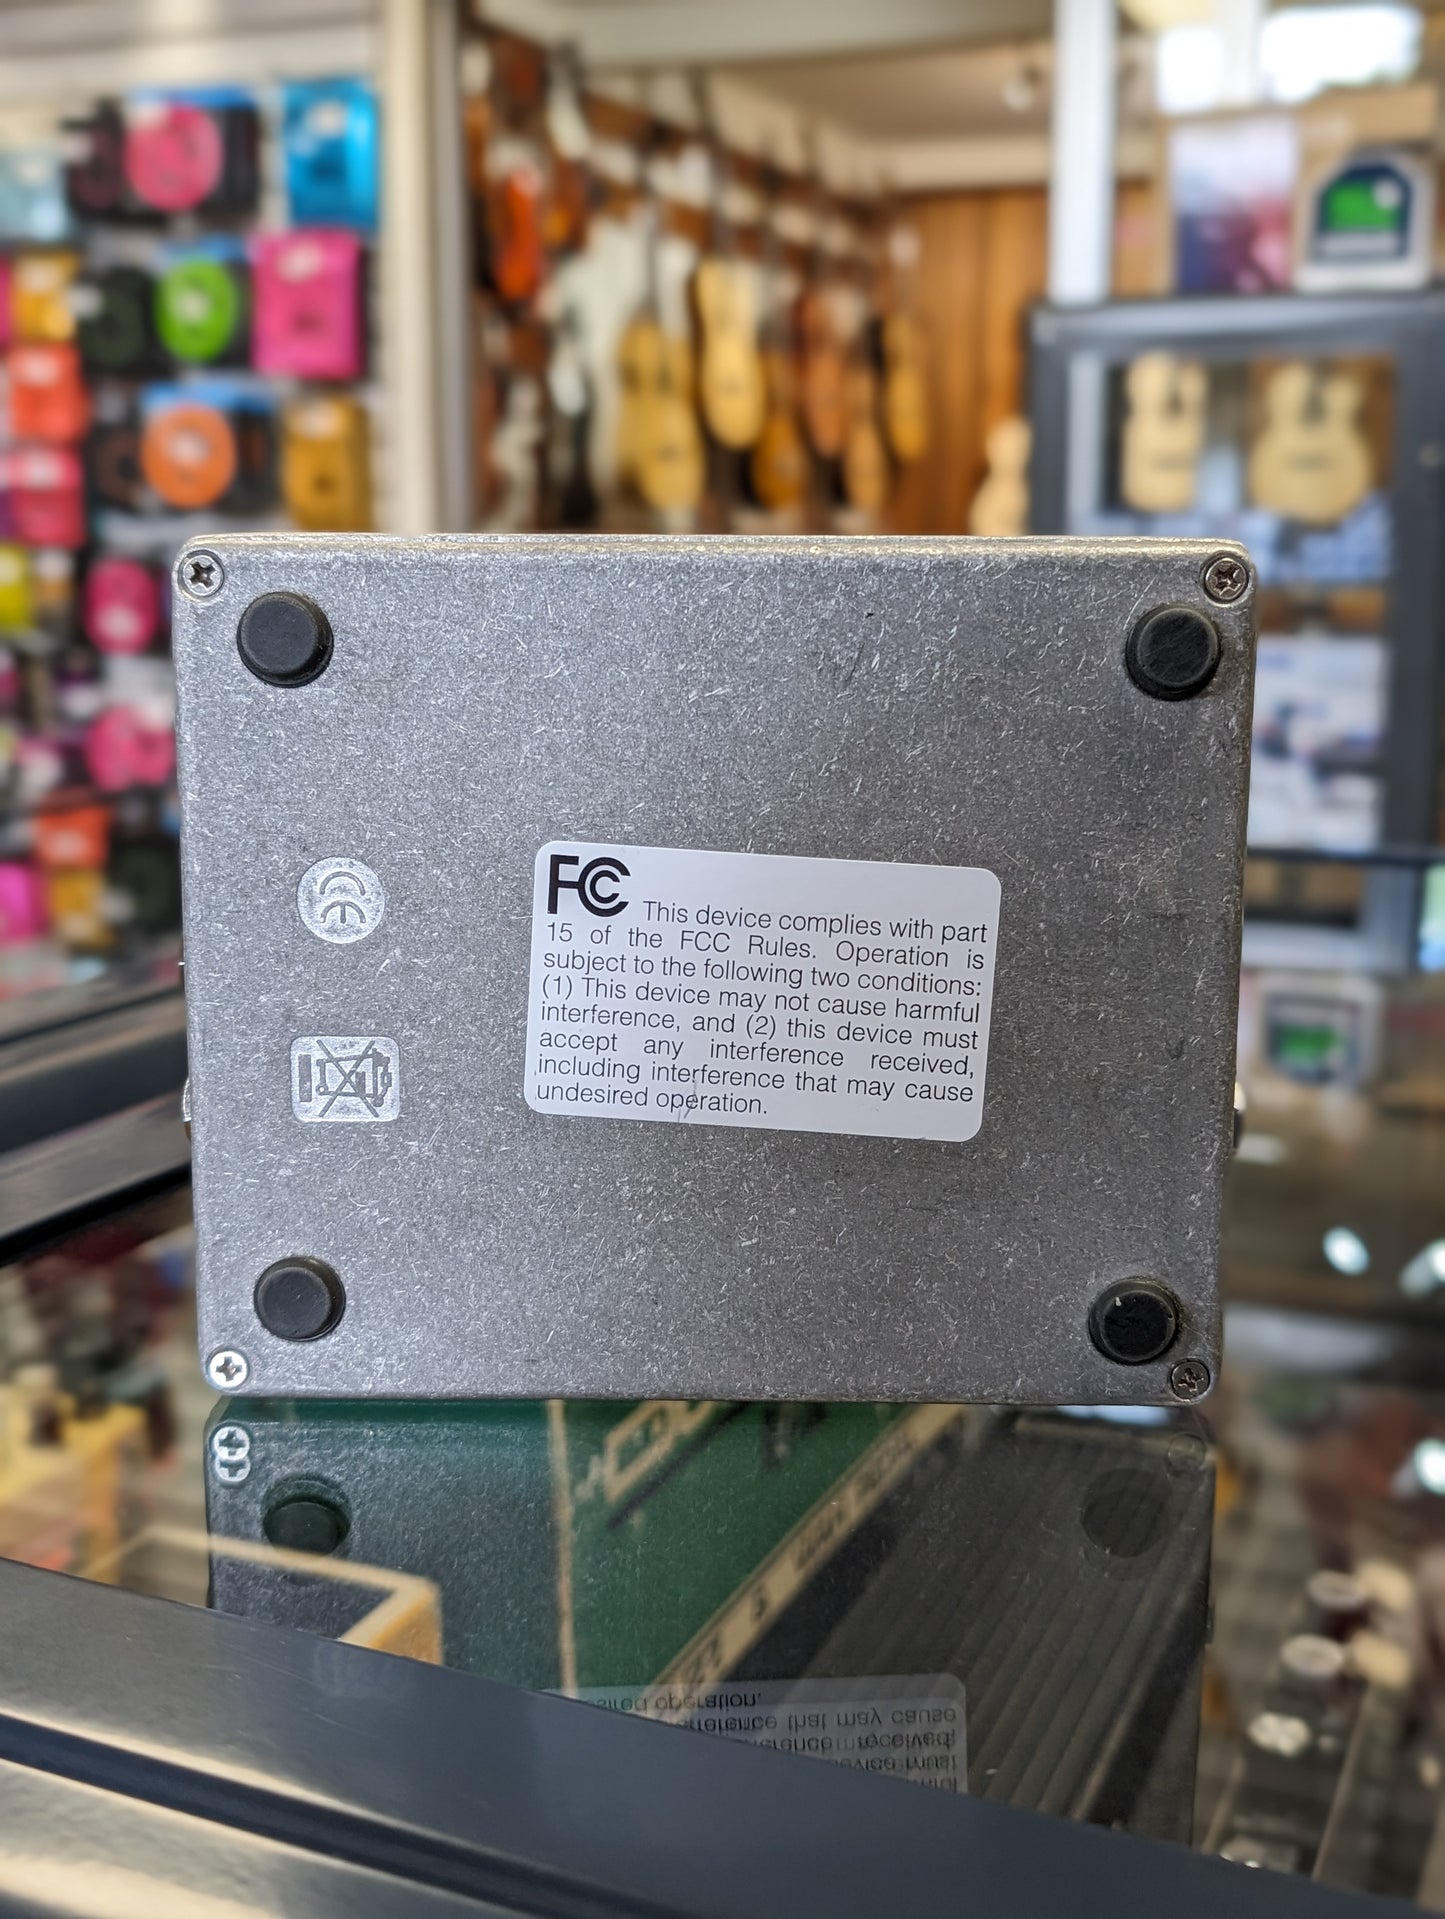 FCC This device complies with part
15 of the FCC Rules. Operation is
subject to the following two conditions:
(1) This device may not cause harmful
interference, and (2) this device must
accept any interference received,
including interference that may cause
undesired operation.
CE